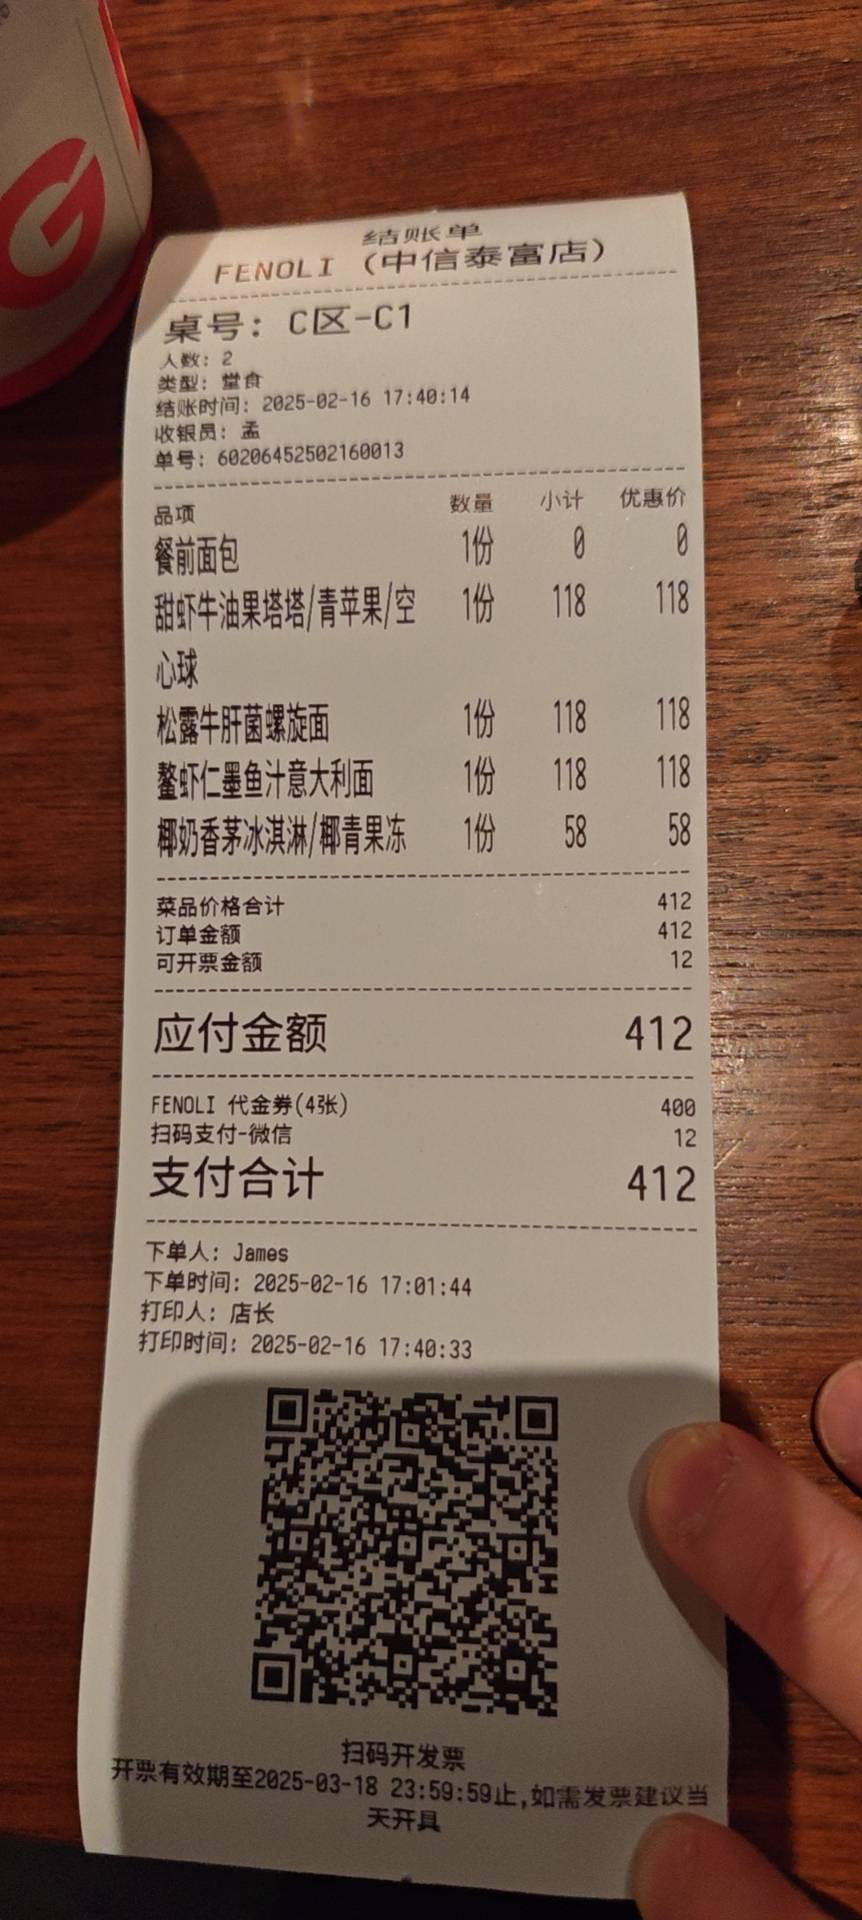 G
结账单
FENOLI (中信泰富店)
桌号: C区-C1
人数: 2
类型: 堂食
结账时间: 2025-02-16 17:40:14
收银员: 孟
单号: 60206452502160013
品项 数量 小计 优惠价
餐前面包 1份 0 0
甜虾牛油果塔塔/青苹果/空 1份 118 118
心球
松露牛肝菌螺旋面 1份 118 118
鳌虾仁墨鱼汁意大利面 1份 118 118
椰奶香茅冰淇淋/椰青果冻 1份 58 58
菜品价格合计 412
订单金额 412
可开票金额 12
应付金额 412
FENOLI 代金券(4张) 400
扫码支付-微信 12
支付合计 412
下单人: James
下单时间: 2025-02-16 17:01:44
打印人: 店长
打印时间: 2025-02-16 17:40:33
扫码开发票
开票有效期至2025-03-18 23:59:59止,如需发票建议当
天开具